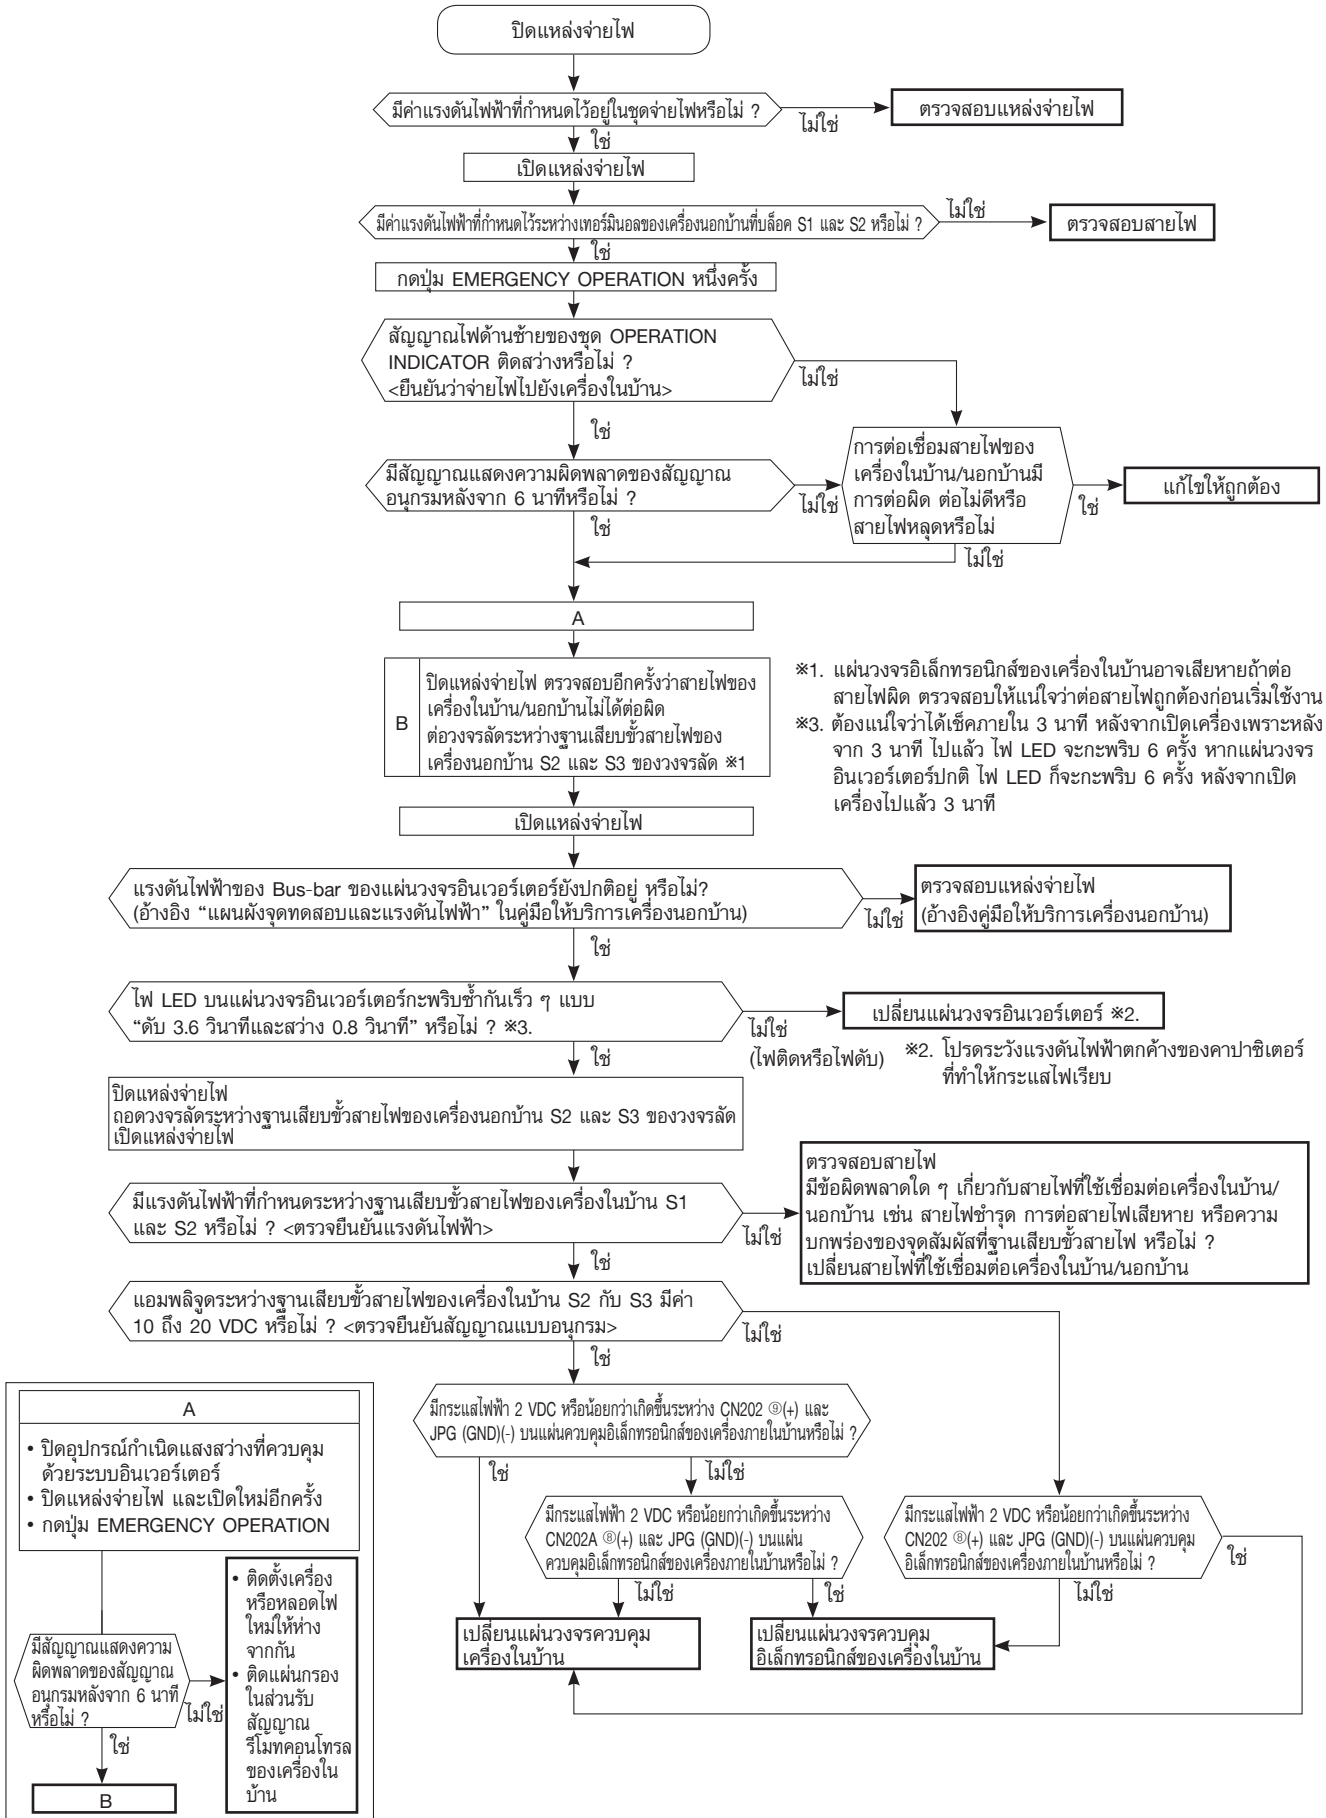 ปิดแหล่งจ่ายไฟ
มีค่าแรงดันไฟฟ้าที่กำหนดไว้อยู่ในชุดจ่ายไฟหรือไม่ ?
ไม่ใช่
ตรวจสอบแหล่งจ่ายไฟ
ใช่
เปิดแหล่งจ่ายไฟ
มีค่าแรงดันไฟฟ้าที่กำหนดไว้ระหว่างเทอร์มินอลของเครื่องนอกบ้านที่บล็อค S1 และ S2 หรือไม่ ?
ไม่ใช่
ตรวจสอบสายไฟ
ใช่
กดปุ่ม EMERGENCY OPERATION หนึ่งครั้ง
สัญญาณไฟด้านซ้ายของชุด OPERATION
INDICATOR ติดสว่างหรือไม่ ?
<ยืนยันว่าจ่ายไฟไปยังเครื่องในบ้าน>
ไม่ใช่
ใช่
มีสัญญาณแสดงความผิดพลาดของสัญญาณ
อนุกรมหลังจาก 6 นาทีหรือไม่ ?
ไม่ใช่
ใช่
การต่อเชื่อมสายไฟของ
เครื่องในบ้าน/นอกบ้านมี
การต่อผิด ต่อไม่ดีหรือ
สายไฟหลุดหรือไม่
ใช่
แก้ไขให้ถูกต้อง
ไม่ใช่
A
B
ปิดแหล่งจ่ายไฟ ตรวจสอบอีกครั้งว่าสายไฟของ
เครื่องในบ้าน/นอกบ้านไม่ได้ต่อผิด
ต่อวงจรลัดระหว่างฐานเสียบขั้วสายไฟของ
เครื่องนอกบ้าน S2 และ S3 ของวงจรลัด ※1
※1. แผ่นวงจรอิเล็กทรอนิกส์ของเครื่องในบ้านอาจเสียหายถ้าต่อ
สายไฟผิด ตรวจสอบให้แน่ใจว่าต่อสายไฟถูกต้องก่อนเริ่มใช้งาน
※3. ต้องแน่ใจว่าได้เช็คภายใน 3 นาที หลังจากเปิดเครื่องเพราะหลัง
จาก 3 นาที ไปแล้ว ไฟ LED จะกะพริบ 6 ครั้ง หากแผ่นวงจร
อินเวอร์เตอร์ปกติ ไฟ LED ก็จะกะพริบ 6 ครั้ง หลังจากเปิด
เครื่องไปแล้ว 3 นาที
เปิดแหล่งจ่ายไฟ
แรงดันไฟฟ้าของ Bus-bar ของแผ่นวงจรอินเวอร์เตอร์ยังปกติอยู่ หรือไม่?
(อ้างอิง “แผนผังจุดทดสอบและแรงดันไฟฟ้า” ในคู่มือให้บริการเครื่องนอกบ้าน)
ไม่ใช่
ตรวจสอบแหล่งจ่ายไฟ
(อ้างอิงคู่มือให้บริการเครื่องนอกบ้าน)
ใช่
ไฟ LED บนแผ่นวงจรอินเวอร์เตอร์กะพริบซ้ำกันเร็ว ๆ แบบ
“ดับ 3.6 วินาทีและสว่าง 0.8 วินาที” หรือไม่ ? ※3.
ไม่ใช่
(ไฟติดหรือไฟดับ)
เปลี่ยนแผ่นวงจรอินเวอร์เตอร์ ※2.
※2. โปรดระวังแรงดันไฟฟ้าตกค้างของคาปาซิเตอร์
ที่ทำให้กระแสไฟเรียบ
ใช่
ปิดแหล่งจ่ายไฟ
ถอดวงจรลัดระหว่างฐานเสียบขั้วสายไฟของเครื่องนอกบ้าน S2 และ S3 ของวงจรลัด
เปิดแหล่งจ่ายไฟ
มีแรงดันไฟฟ้าที่กำหนดระหว่างฐานเสียบขั้วสายไฟของเครื่องในบ้าน S1
และ S2 หรือไม่ ? <ตรวจยืนยันแรงดันไฟฟ้า>
ไม่ใช่
ตรวจสอบสายไฟ
มีข้อผิดพลาดใด ๆ เกี่ยวกับสายไฟที่ใช้เชื่อมต่อเครื่องในบ้าน/
นอกบ้าน เช่น สายไฟชำรุด การต่อสายไฟเสียหาย หรือความ
บกพร่องของจุดสัมผัสที่ฐานเสียบขั้วสายไฟ หรือไม่ ?
เปลี่ยนสายไฟที่ใช้เชื่อมต่อเครื่องในบ้าน/นอกบ้าน
ใช่
แอมพลิจูดระหว่างฐานเสียบขั้วสายไฟของเครื่องในบ้าน S2 กับ S3 มีค่า
10 ถึง 20 VDC หรือไม่ ? <ตรวจยืนยันสัญญาณแบบอนุกรม>
ไม่ใช่
ใช่
มีกระแสไฟฟ้า 2 VDC หรือน้อยกว่าเกิดขึ้นระหว่าง CN202 ⑨(+) และ
JPG (GND)(-) บนแผ่นควบคุมอิเล็กทรอนิกส์ของเครื่องภายในบ้านหรือไม่ ?
ใช่
ไม่ใช่
มีกระแสไฟฟ้า 2 VDC หรือน้อยกว่าเกิดขึ้นระหว่าง
CN202A ⑧(+) และ JPG (GND)(-) บนแผ่น
ควบคุมอิเล็กทรอนิกส์ของเครื่องภายในบ้านหรือไม่ ?
ไม่ใช่
ใช่
มีกระแสไฟฟ้า 2 VDC หรือน้อยกว่าเกิดขึ้นระหว่าง
CN202 ⑧(+) และ JPG (GND)(-) บนแผ่นควบคุม
อิเล็กทรอนิกส์ของเครื่องภายในบ้านหรือไม่ ?
ใช่
ไม่ใช่
เปลี่ยนแผ่นวงจรควบคุม
เครื่องในบ้าน
เปลี่ยนแผ่นวงจรควบคุม
อิเล็กทรอนิกส์ของเครื่องในบ้าน
A
• ปิดอุปกรณ์กำเนิดแสงสว่างที่ควบคุม
ด้วยระบบอินเวอร์เตอร์
• ปิดแหล่งจ่ายไฟ และเปิดใหม่อีกครั้ง
• กดปุ่ม EMERGENCY OPERATION
มีสัญญาณแสดงความ
ผิดพลาดของสัญญาณ
อนุกรมหลังจาก 6 นาที
หรือไม่ ?
ไม่ใช่
ใช่
B
• ติดตั้งเครื่อง
หรือหลอดไฟ
ใหม่ให้ห่าง
จากกัน
• ติดแผ่นกรอง
ในส่วนรับ
สัญญาณ
รีโมทคอนโทรล
ของเครื่องใน
บ้าน